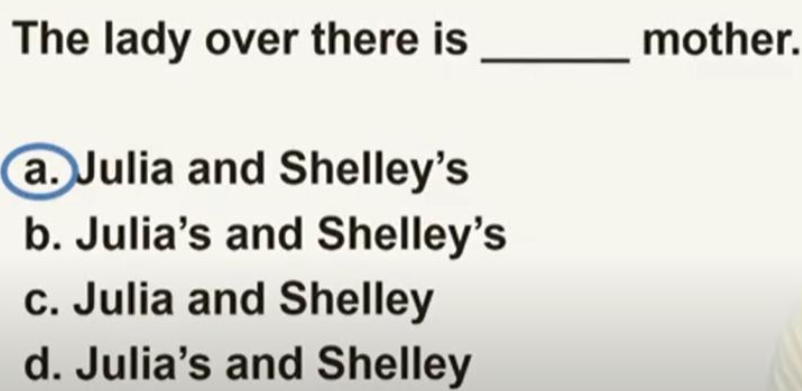 The lady over there is ______ mother.
a. Julia and Shelley's
b. Julia's and Shelley's
c. Julia and Shelley
d. Julia's and Shelley